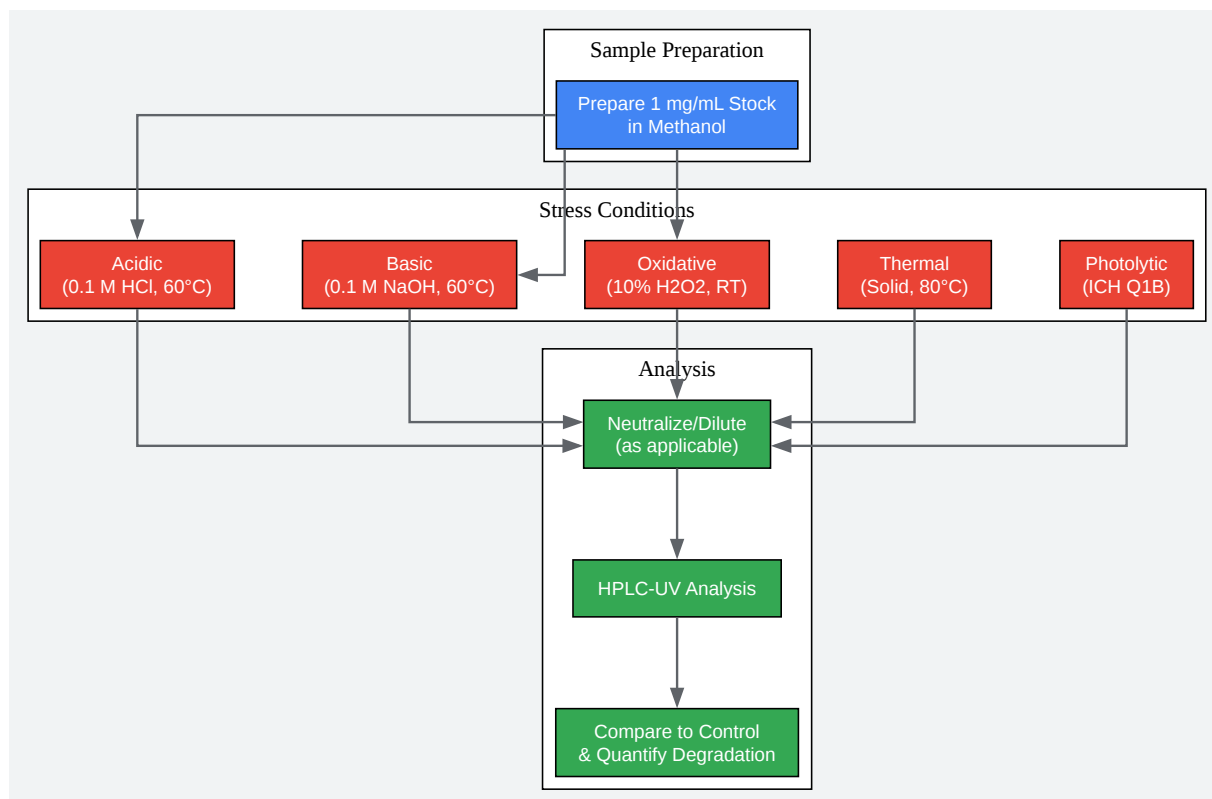 Sample Preparation
Prepare 1 mg/mL Stock
in Methanol
Stress Conditions
Acidic
(0.1 M HCl, 60°C)
Basic
(0.1 M NaOH, 60°C)
Oxidative
(10% H2O2, RT)
Thermal
(Solid, 80°C)
Photolytic
(ICH Q1B)
Analysis
Neutralize/Dilute
(as applicable)
HPLC-UV Analysis
Compare to Control
& Quantify Degradation